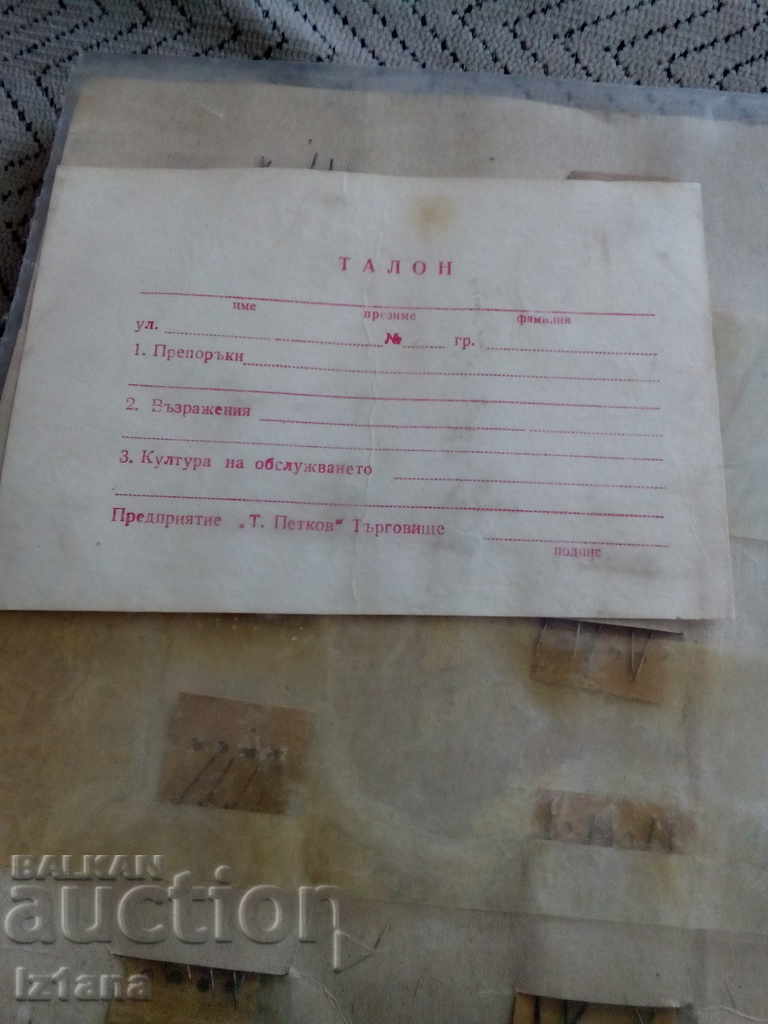 ТАЛОН
име презиме фамилия
ул. № гр.
1. Препоръки
2. Възражения
3. Култура на обслужването
Предприятие „Т. Петков“ Търговище
подпис
BALKAN
auction
Iz1ana